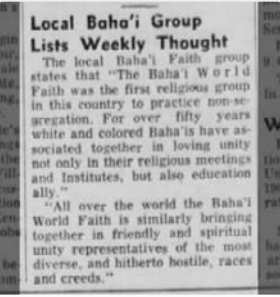 Local Baha'i Group
Lists Weekly Thought
The local Baha'i Faith group
states that "The Baha'i World
Faith was the first religious group
in this country to practice non-se-
gregation. For over fifty years
white and colored Baha'is have as-
sociated together in loving unity
not only in their religious meetings
and Institutes, but also education
ally."
"All over the world the Baha'i
World Faith is similarly bringing
together in friendly and spiritual
unity representatives of the most
diverse, and hitherto hostile, races
and creeds."